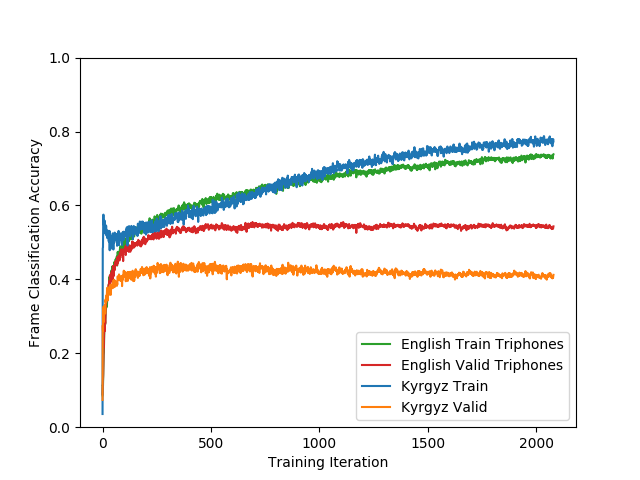 1.0
0.8
0.6
0.4
0.2
0.0
Frame Classification Accuracy
0
500
1000
1500
2000
Training Iteration
English Train Triphones
English Valid Triphones
Kyrgyz Train
Kyrgyz Valid